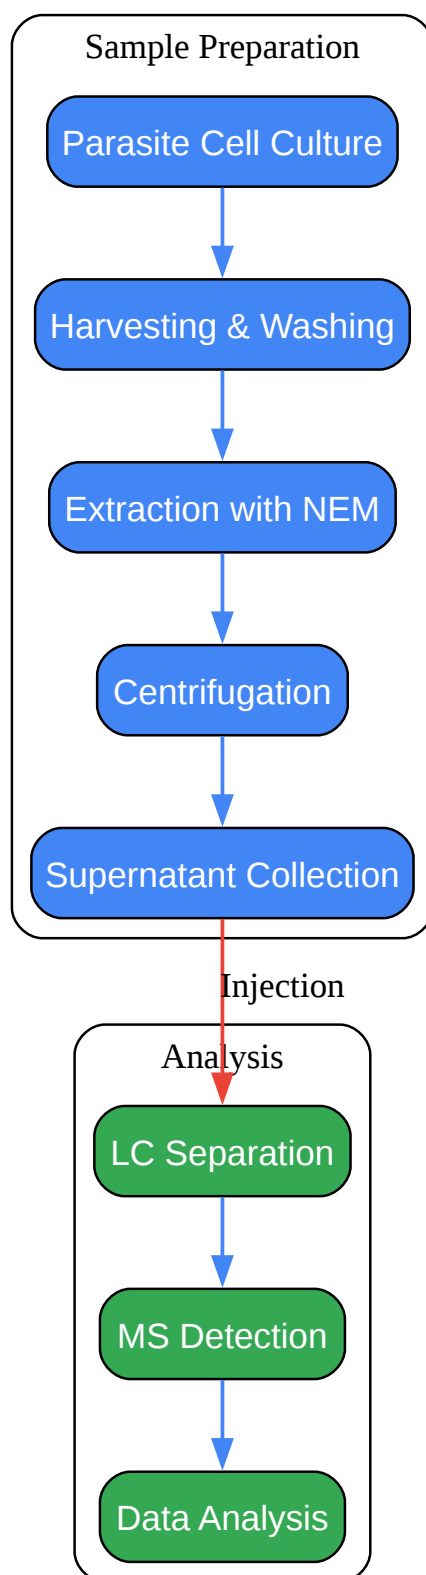 Sample Preparation
Parasite Cell Culture
Harvesting & Washing
Extraction with NEM
Centrifugation
Supernatant Collection
Injection
Analysis
LC Separation
MS Detection
Data Analysis